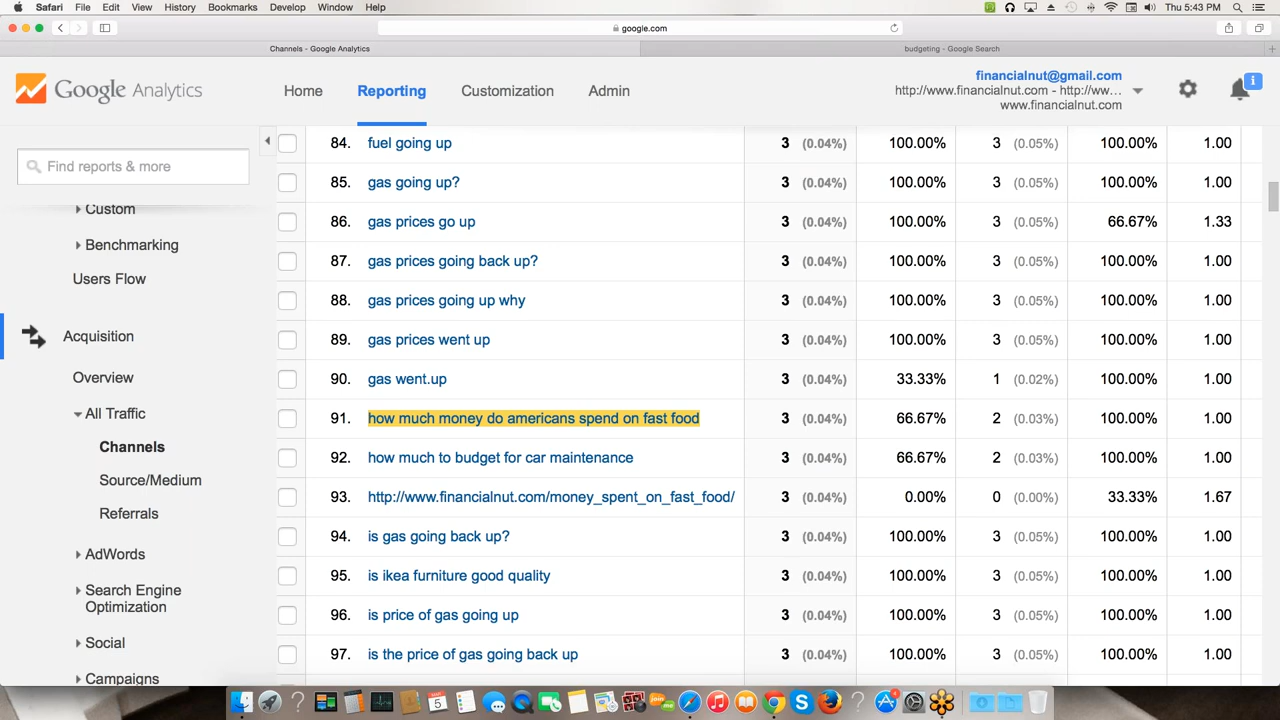 Safari File Edit View History Bookmarks Develop Window Help Thu 5:43 PM
google.com
Channels - Google Analytics budgeting - Google Search
Google Analytics Home Reporting Customization Admin
financialnut@gmail.com
http://www.financialnut.com - http://ww…
www.financialnut.com
i
Find reports & more
Custom
Benchmarking
Users Flow
Acquisition
Overview
All Traffic
Channels
Source/Medium
Referrals
AdWords
Search Engine
Optimization
Social
Campaigns
84. fuel going up 3 (0.04%) 100.00% 3 (0.05%) 100.00% 1.00
85. gas going up? 3 (0.04%) 100.00% 3 (0.05%) 100.00% 1.00
86. gas prices go up 3 (0.04%) 100.00% 3 (0.05%) 66.67% 1.33
87. gas prices going back up? 3 (0.04%) 100.00% 3 (0.05%) 100.00% 1.00
88. gas prices going up why 3 (0.04%) 100.00% 3 (0.05%) 100.00% 1.00
89. gas prices went up 3 (0.04%) 100.00% 3 (0.05%) 100.00% 1.00
90. gas went.up 3 (0.04%) 33.33% 1 (0.02%) 100.00% 1.00
91. how much money do americans spend on fast food 3 (0.04%) 66.67% 2 (0.03%) 100.00% 1.00
92. how much to budget for car maintenance 3 (0.04%) 66.67% 2 (0.03%) 100.00% 1.00
93. http://www.financialnut.com/money_spent_on_fast_food/ 3 (0.04%) 0.00% 0 (0.00%) 33.33% 1.67
94. is gas going back up? 3 (0.04%) 100.00% 3 (0.05%) 100.00% 1.00
95. is ikea furniture good quality 3 (0.04%) 100.00% 3 (0.05%) 100.00% 1.00
96. is price of gas going up 3 (0.04%) 100.00% 3 (0.05%) 100.00% 1.00
97. is the price of gas going back up 3 (0.04%) 100.00% 3 (0.05%) 100.00% 1.00